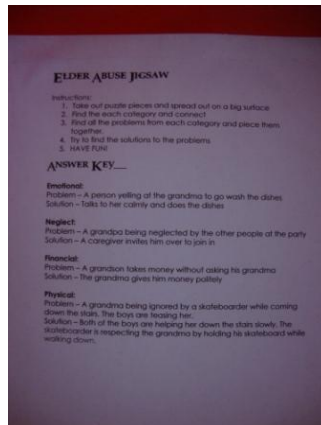 ELDER ABUSE JIGSAW
Instructions:
1. Take out puzzle pieces and spread out on a big surface
2. Find the each category and connect
3. Find all the problems from each category and piece them
together.
4. Try to find the solutions to the problems
5. HAVE FUN!
ANSWER KEY
Emotional:
Problem – A person yelling at the grandma to go wash the dishes
Solution – Talks to her calmly and does the dishes
Neglect:
Problem – A grandpa being neglected by the other people at the party
Solution – A caregiver invites him over to join in
Financial:
Problem – A grandson takes money without asking his grandma
Solution – The grandma gives him money politely
Physical:
Problem – A grandma being ignored by a skateboarder while coming
down the stairs. The boys are teasing her.
Solution – Both of the boys are helping her down the stairs slowly. The
skateboarder is respecting the grandma by holding his skateboard while
walking down.